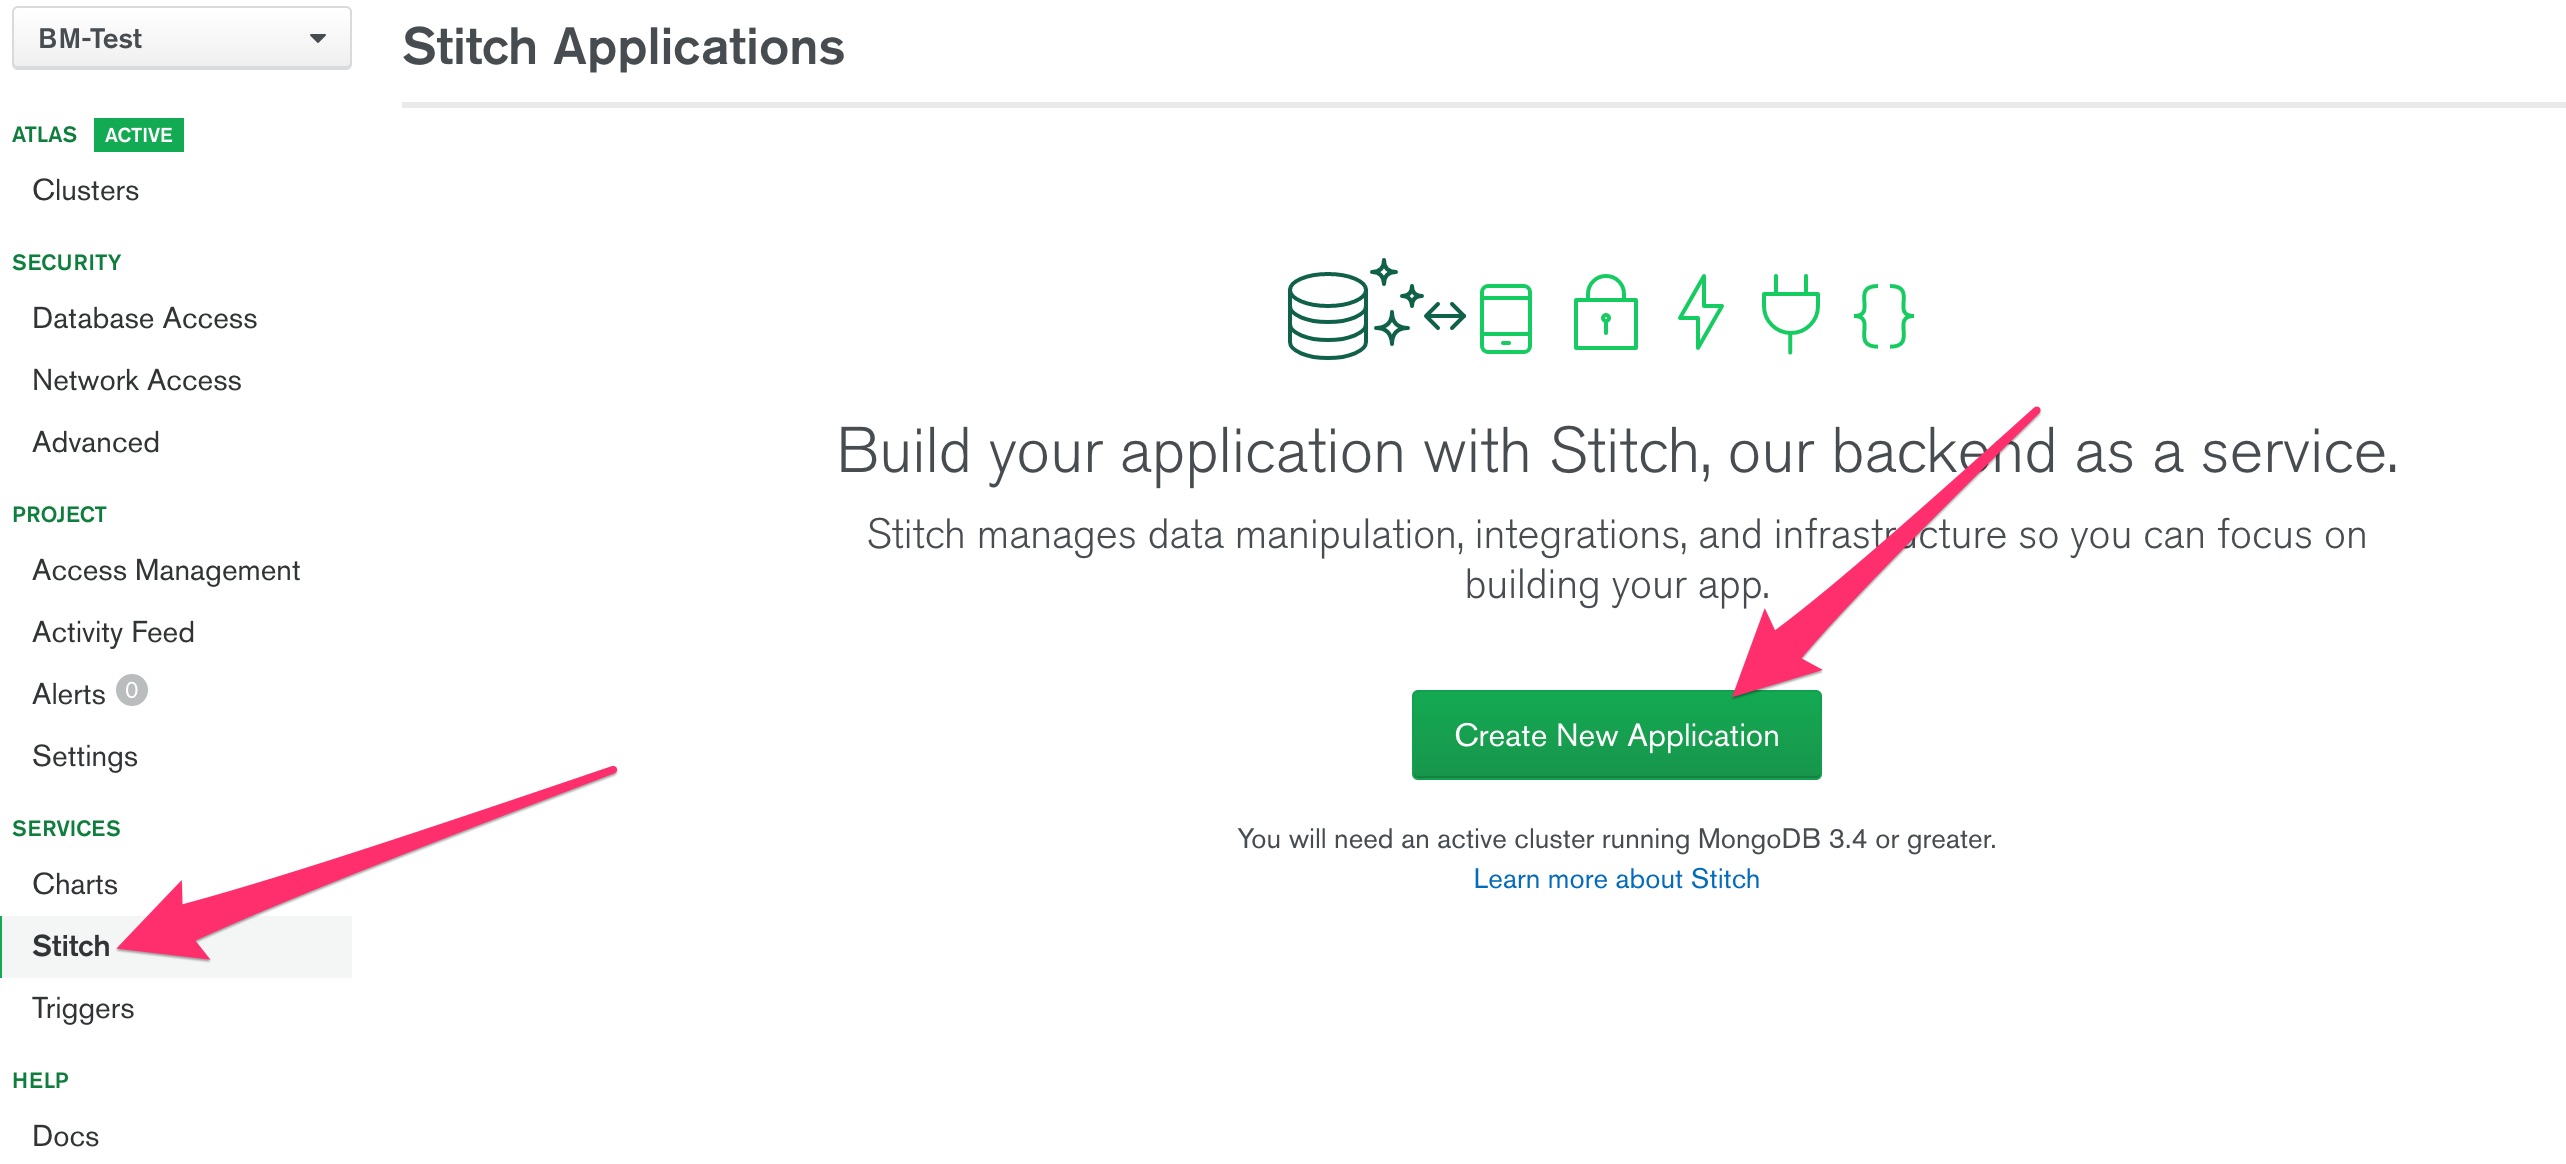 BM-Test
Stitch Applications
ATLAS ACTIVE
Clusters
SECURITY
Database Access
Network Access
Advanced
PROJECT
Access Management
Activity Feed
Alerts 0
Settings
SERVICES
Charts
Stitch
Triggers
HELP
Docs
Build your application with Stitch, our backend as a service.
Stitch manages data manipulation, integrations, and infrastructure so you can focus on
building your app.
Create New Application
You will need an active cluster running MongoDB 3.4 or greater.
Learn more about Stitch